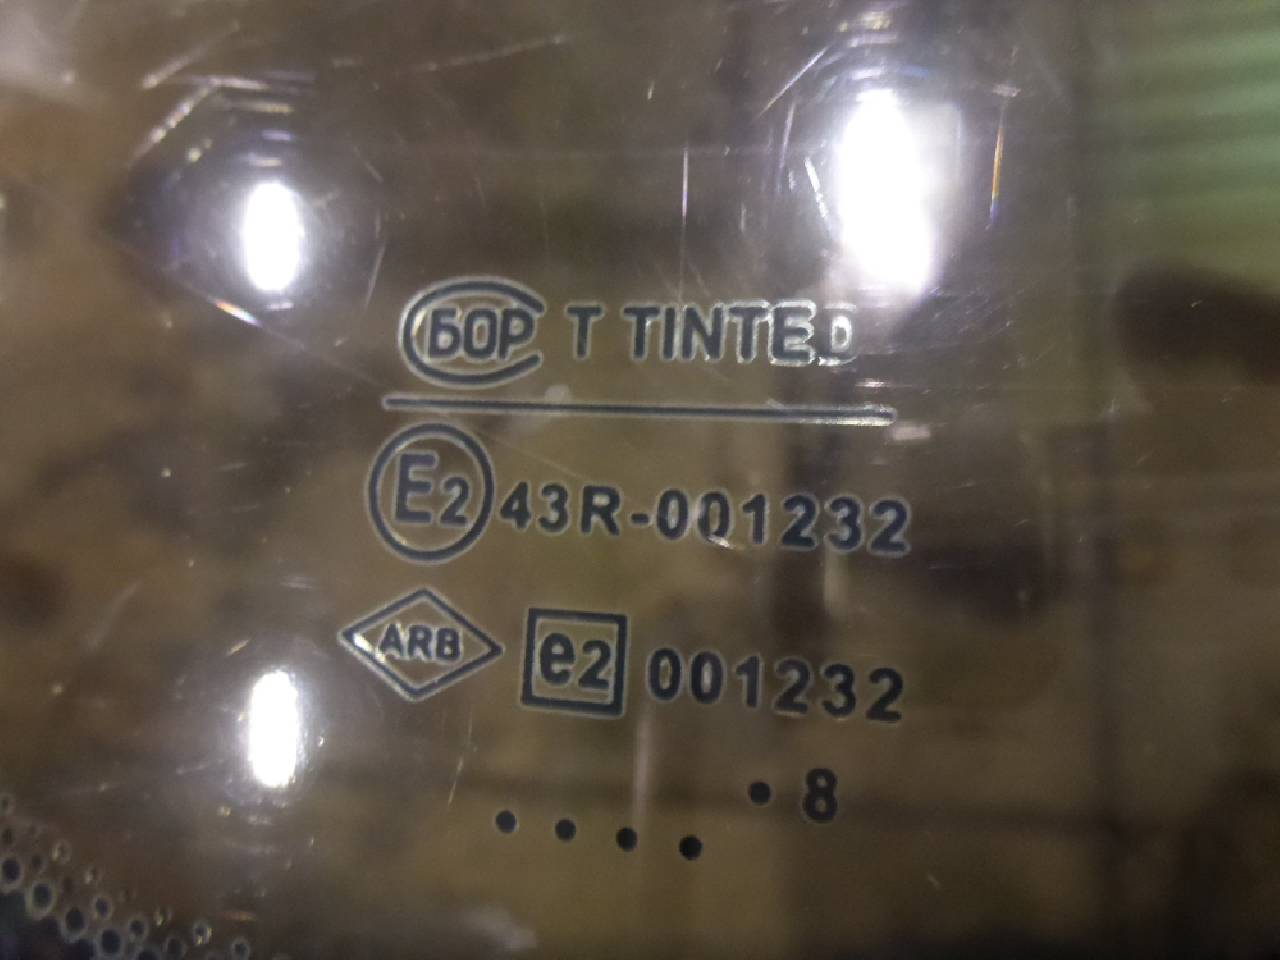 БОР T TINTED
E2 43R-001232
ARB e2 001232
. 8
. . . .